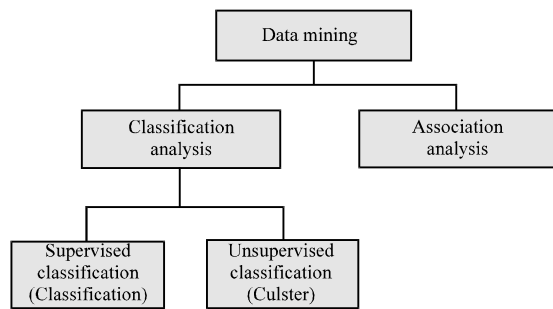 Data mining
Classification
analysis
Association
analysis
Supervised
classification
(Classification)
Unsupervised
classification
(Culster)